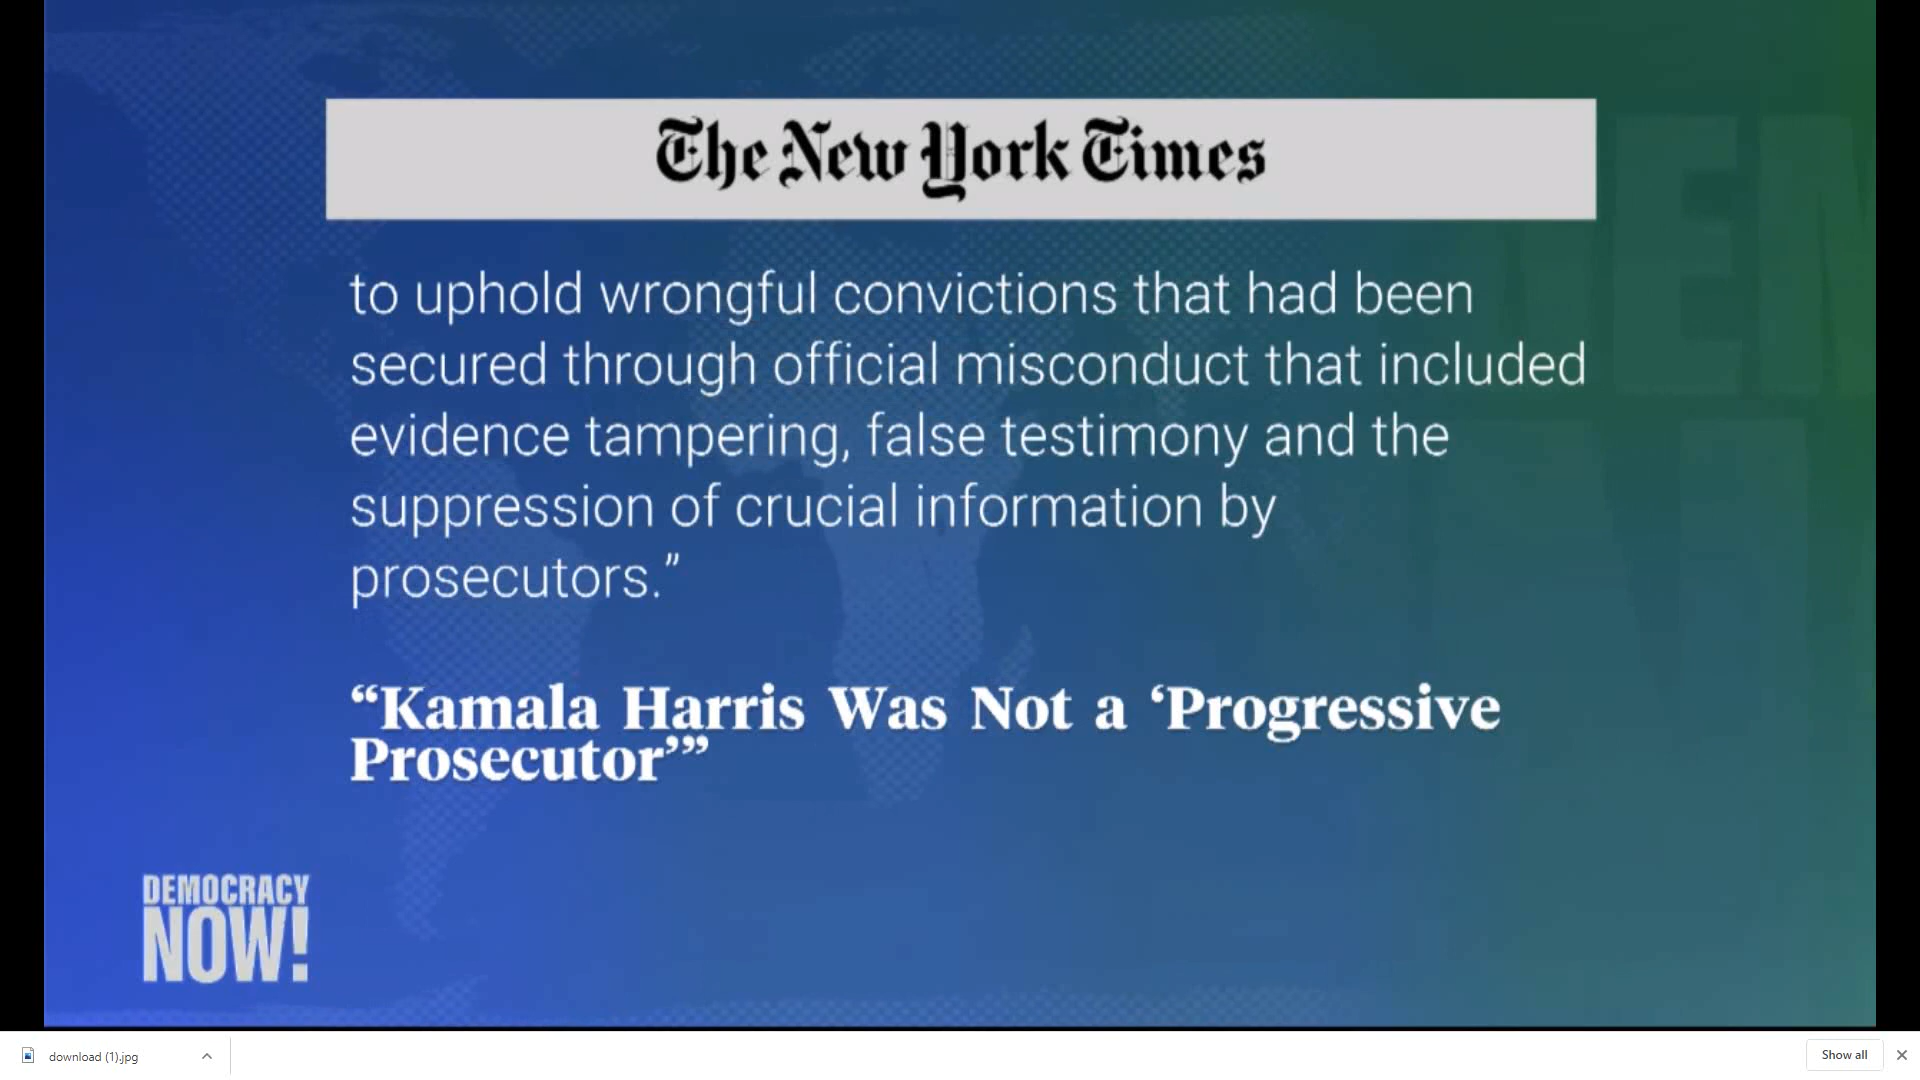 The New York Times
to uphold wrongful convictions that had been
secured through official misconduct that included
evidence tampering, false testimony and the
suppression of crucial information by
prosecutors.”
“Kamala Harris Was Not a ‘Progressive
Prosecutor’”
DEMOCRACY
NOW!
download (1).jpg
Show all